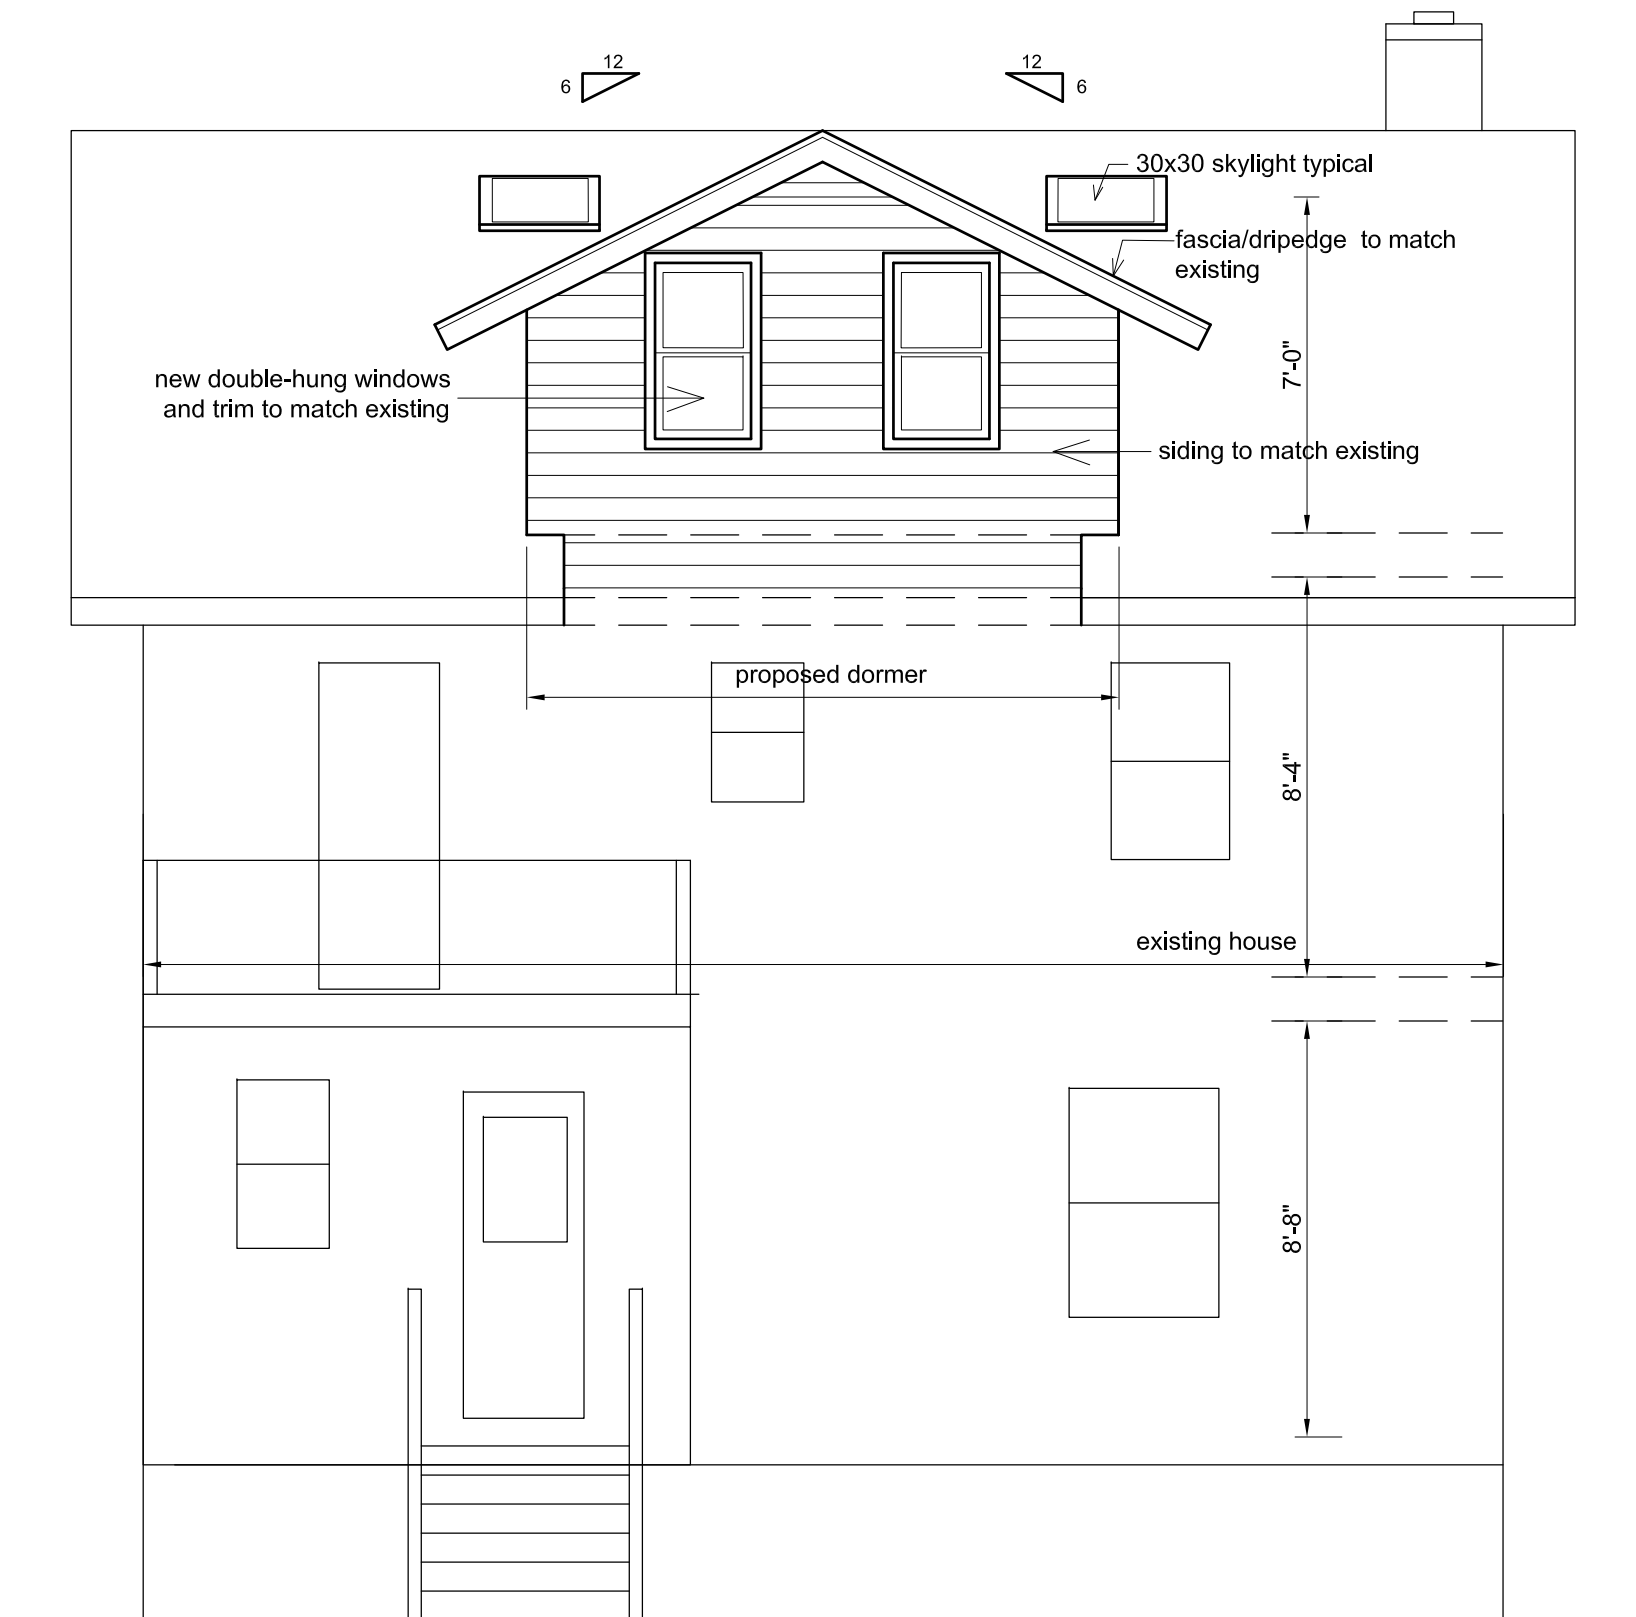 12
6
12
6
30x30 skylight typical
fascia/dripedge to match
existing
7'-0"
new double-hung windows
and trim to match existing
siding to match existing
proposed dormer
8'-4"
existing house
8'-8"